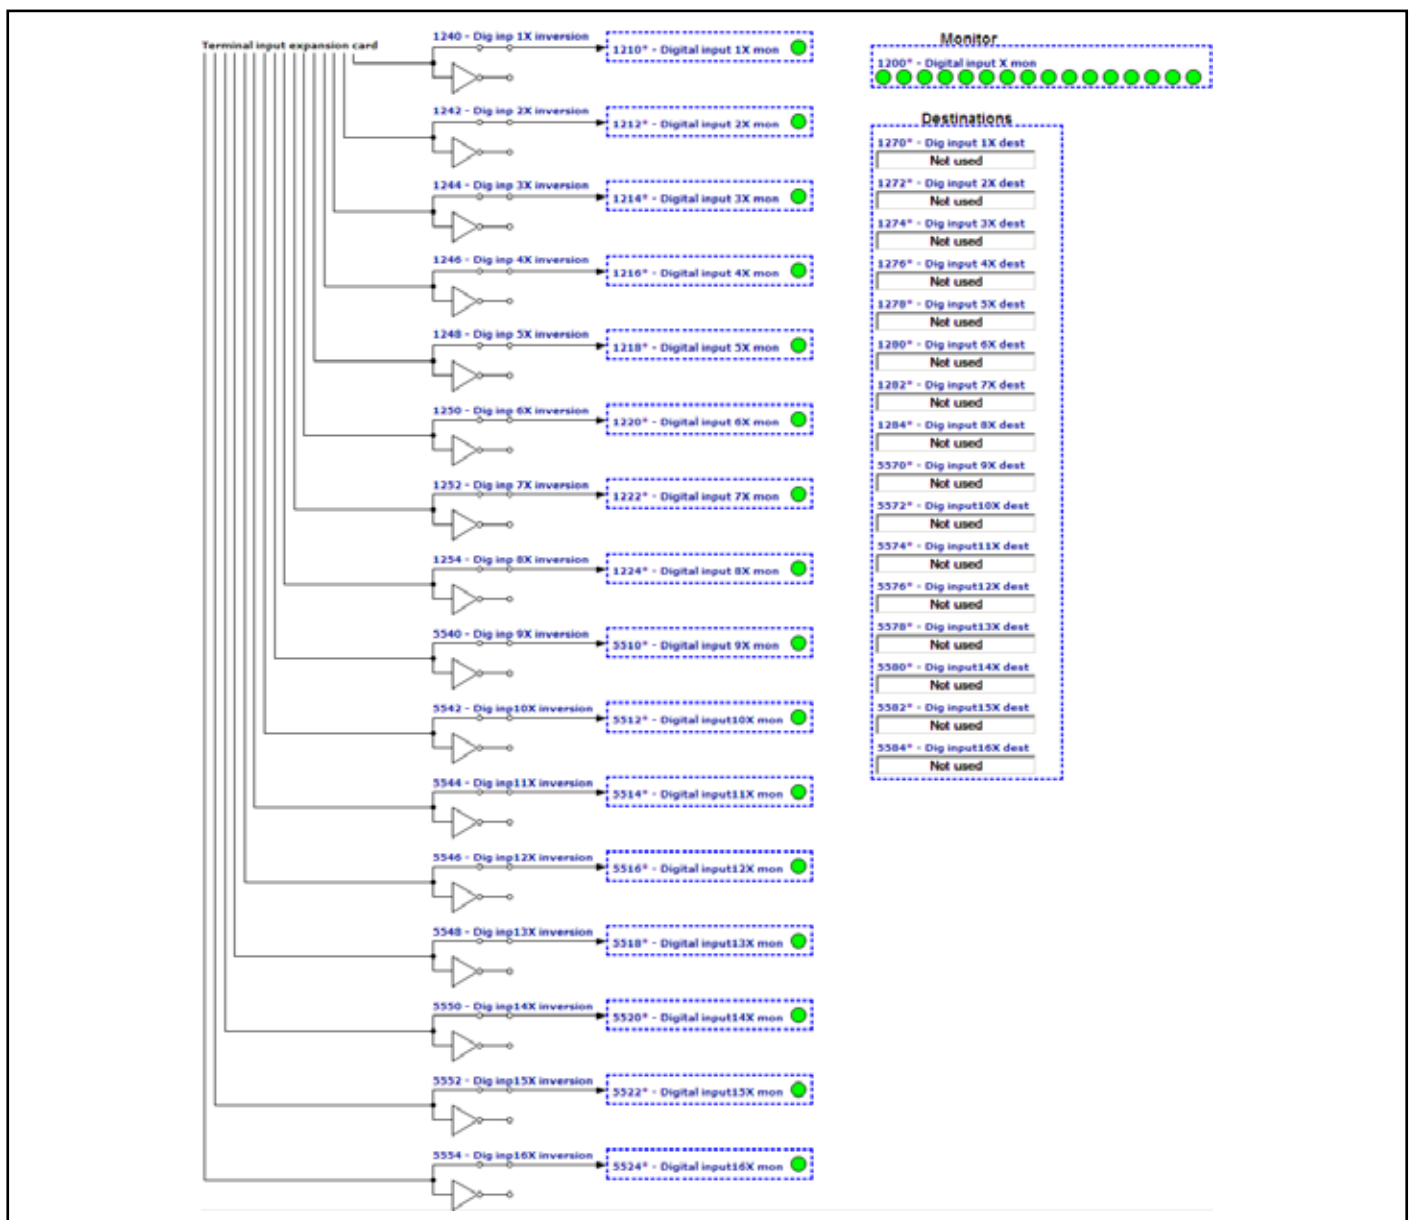 Terminal input expansion card
1240 - Dig inp 1X inversion
1210* - Digital input 1X mon
1242 - Dig inp 2X inversion
1212* - Digital input 2X mon
1244 - Dig inp 3X inversion
1214* - Digital input 3X mon
1246 - Dig inp 4X inversion
1216* - Digital input 4X mon
1248 - Dig inp 5X inversion
1218* - Digital input 5X mon
1250 - Dig inp 6X inversion
1220* - Digital input 6X mon
1252 - Dig inp 7X inversion
1222* - Digital input 7X mon
1254 - Dig inp 8X inversion
1224* - Digital input 8X mon
5540 - Dig inp 9X inversion
5510* - Digital input 9X mon
5542 - Dig inp10X inversion
5512* - Digital input10X mon
5544 - Dig inp11X inversion
5514* - Digital input11X mon
5546 - Dig inp12X inversion
5516* - Digital input12X mon
5548 - Dig inp13X inversion
5518* - Digital input13X mon
5550 - Dig inp14X inversion
5520* - Digital input14X mon
5552 - Dig inp15X inversion
5522* - Digital input15X mon
5554 - Dig inp16X inversion
5524* - Digital input16X mon
Monitor
1200* - Digital input X mon
Destinations
1270* - Dig input 1X dest
Not used
1272* - Dig input 2X dest
Not used
1274* - Dig input 3X dest
Not used
1276* - Dig input 4X dest
Not used
1278* - Dig input 5X dest
Not used
1280* - Dig input 6X dest
Not used
1282* - Dig input 7X dest
Not used
1284* - Dig input 8X dest
Not used
5570* - Dig input 9X dest
Not used
5572* - Dig input10X dest
Not used
5574* - Dig input11X dest
Not used
5576* - Dig input12X dest
Not used
5578* - Dig input13X dest
Not used
5580* - Dig input14X dest
Not used
5582* - Dig input15X dest
Not used
5584* - Dig input16X dest
Not used